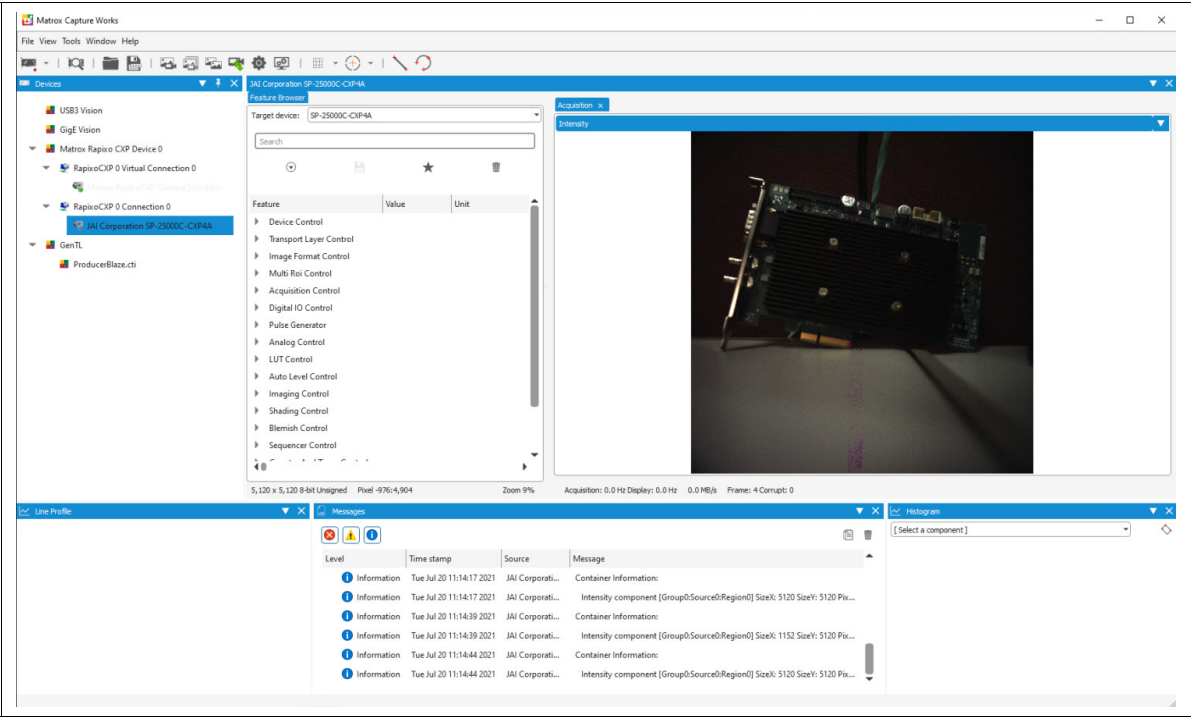 Matrox Capture Works
File View Tools Window Help
Devices
USB3 Vision
GigE Vision
Matrox Rapixo CXP Device 0
RapixoCXP 0 Virtual Connection 0
Matrox RapixoCXP Camera Simulator
RapixoCXP 0 Connection 0
JAI Corporation SP-25000C-CXP4A
GenTL
ProducerBlaze.cti
JAI Corporation SP-25000C-CXP4A
Feature Browser
Target device: SP-25000C-CXP4A
Search
Feature Value Unit
Device Control
Transport Layer Control
Image Format Control
Multi Roi Control
Acquisition Control
Digital IO Control
Pulse Generator
Analog Control
LUT Control
Auto Level Control
Imaging Control
Shading Control
Blemish Control
Sequencer Control
5,120 x 5,120 8-bit Unsigned Pixel -976:4,904 Zoom 9%
Acquisition
Intensity
Acquisition: 0.0 Hz Display: 0.0 Hz 0.0 MB/s Frame: 4 Corrupt: 0
Line Profile
Messages
Level Time stamp Source Message
Information Tue Jul 20 11:14:17 2021 JAI Corporati... Container Information:
Information Tue Jul 20 11:14:17 2021 JAI Corporati... Intensity component [Group0:Source0:Region0] SizeX: 5120 SizeY: 5120 Pix...
Information Tue Jul 20 11:14:39 2021 JAI Corporati... Container Information:
Information Tue Jul 20 11:14:39 2021 JAI Corporati... Intensity component [Group0:Source0:Region0] SizeX: 1152 SizeY: 5120 Pix...
Information Tue Jul 20 11:14:44 2021 JAI Corporati... Container Information:
Information Tue Jul 20 11:14:44 2021 JAI Corporati... Intensity component [Group0:Source0:Region0] SizeX: 5120 SizeY: 5120 Pix...
Histogram
[ Select a component ]